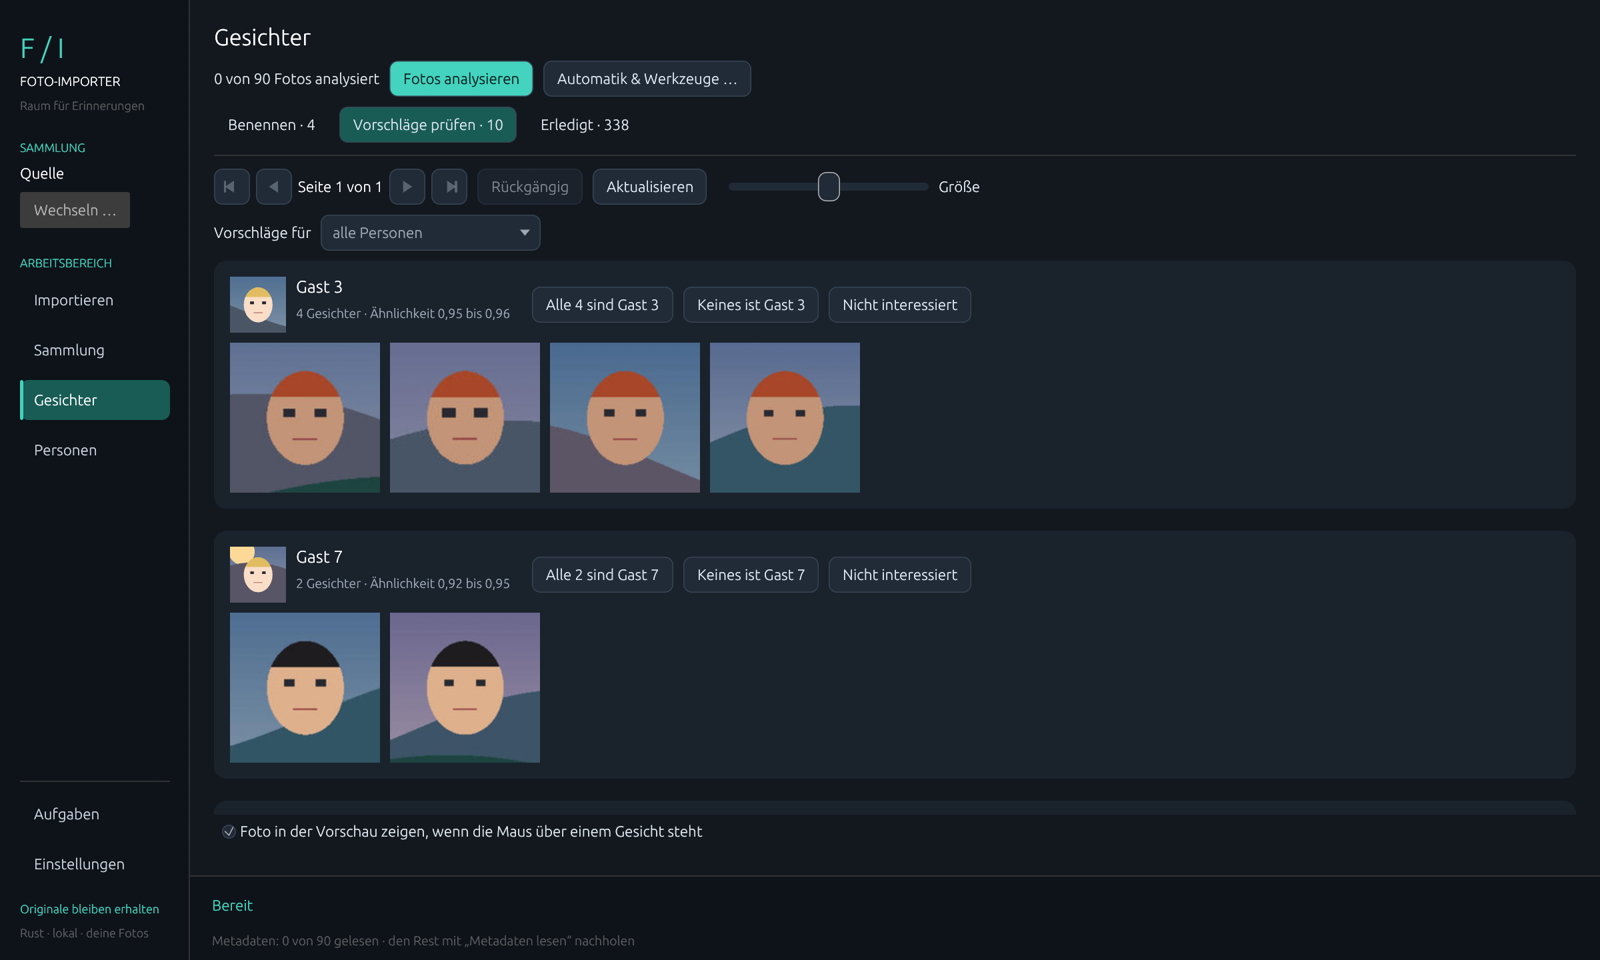 F / I
FOTO-IMPORTER
Raum für Erinnerungen
SAMMLUNG
Quelle
Wechseln …
ARBEITSBEREICH
Importieren
Sammlung
Gesichter
Personen
Aufgaben
Einstellungen
Originale bleiben erhalten
Rust · lokal · deine Fotos
Gesichter
0 von 90 Fotos analysiert Fotos analysieren Automatik & Werkzeuge …
Benennen · 4 Vorschläge prüfen · 10 Erledigt · 338
Seite 1 von 1 Rückgängig Aktualisieren Größe
Vorschläge für alle Personen
Gast 3
4 Gesichter · Ähnlichkeit 0,95 bis 0,96
Alle 4 sind Gast 3 Keines ist Gast 3 Nicht interessiert
Gast 7
2 Gesichter · Ähnlichkeit 0,92 bis 0,95
Alle 2 sind Gast 7 Keines ist Gast 7 Nicht interessiert
Foto in der Vorschau zeigen, wenn die Maus über einem Gesicht steht
Bereit
Metadaten: 0 von 90 gelesen · den Rest mit „Metadaten lesen“ nachholen